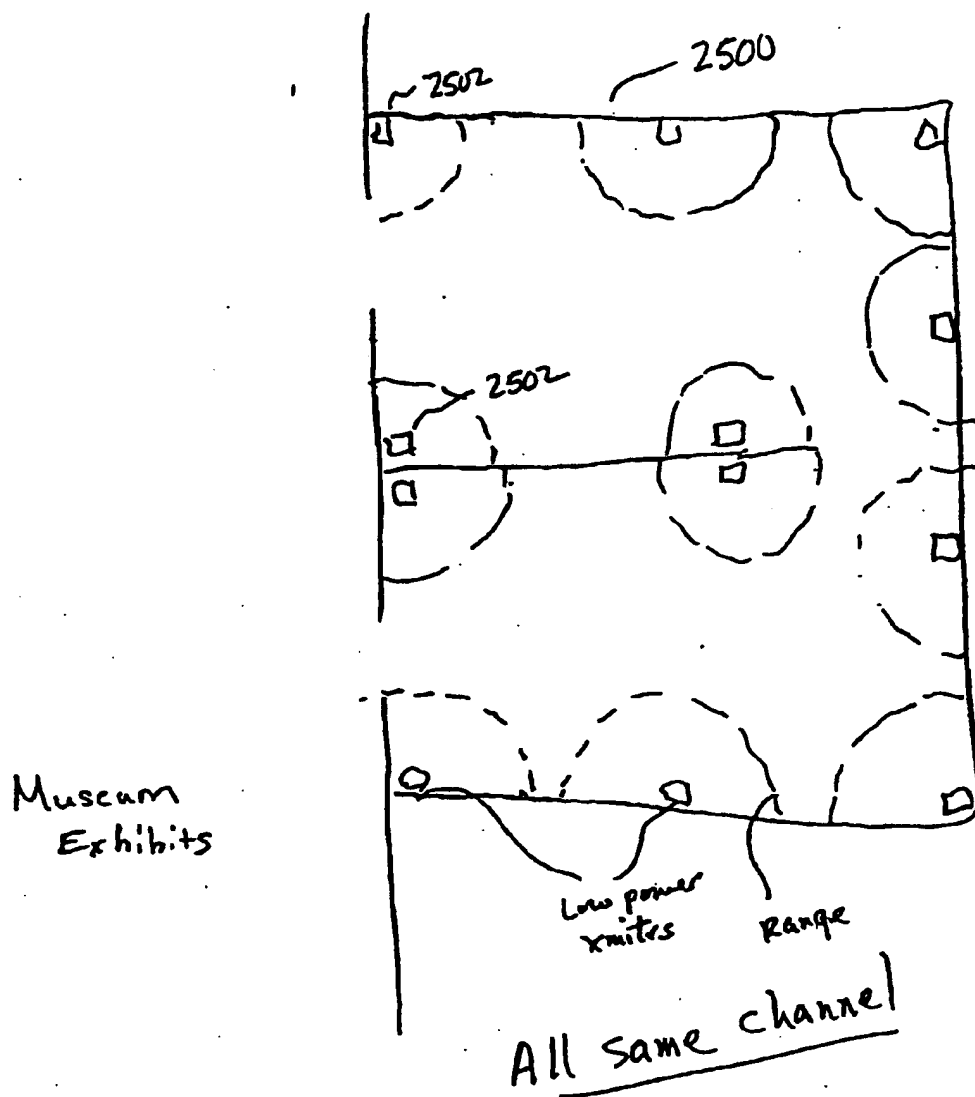 2502
2500
2502
Museum
Exhibits
Low power
xmitrs
Range
All same channel